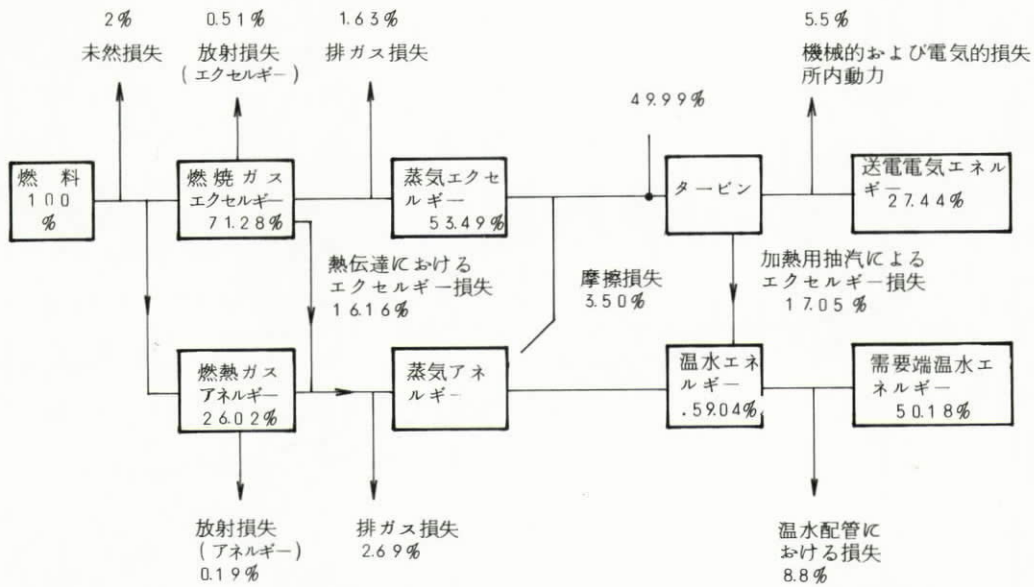 2%
未然損失
0.51%
放射損失
(エクセルギー)
1.63%
排ガス損失
5.5%
機械的および電気的損失
所内動力
49.99%
燃料
100
%
燃焼ガス
エクセルギー
71.28%
蒸気エクセ
ルギー
53.49%
タービン
送電電気エネル
ギー
27.44%
熱伝達における
エクセルギー損失
16.16%
摩擦損失
3.50%
加熱用抽汽による
エクセルギー損失
17.05%
燃熱ガス
アネルギー
26.02%
蒸気アネ
ルギー
温水エネ
ルギー
.59.04%
需要端温水エ
ネルギー
50.18%
放射損失
(アネルギー)
0.19%
排ガス損失
2.69%
温水配管に
おける損失
8.8%